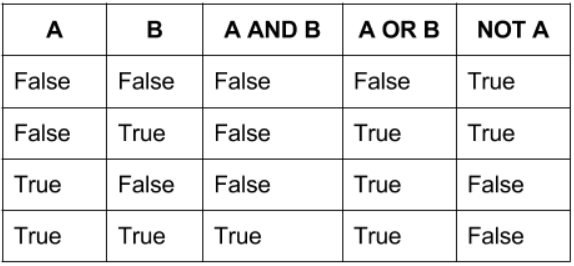 A B A AND B A OR B NOT A
False False False False True
False True False True True
True False False True False
True True True True False